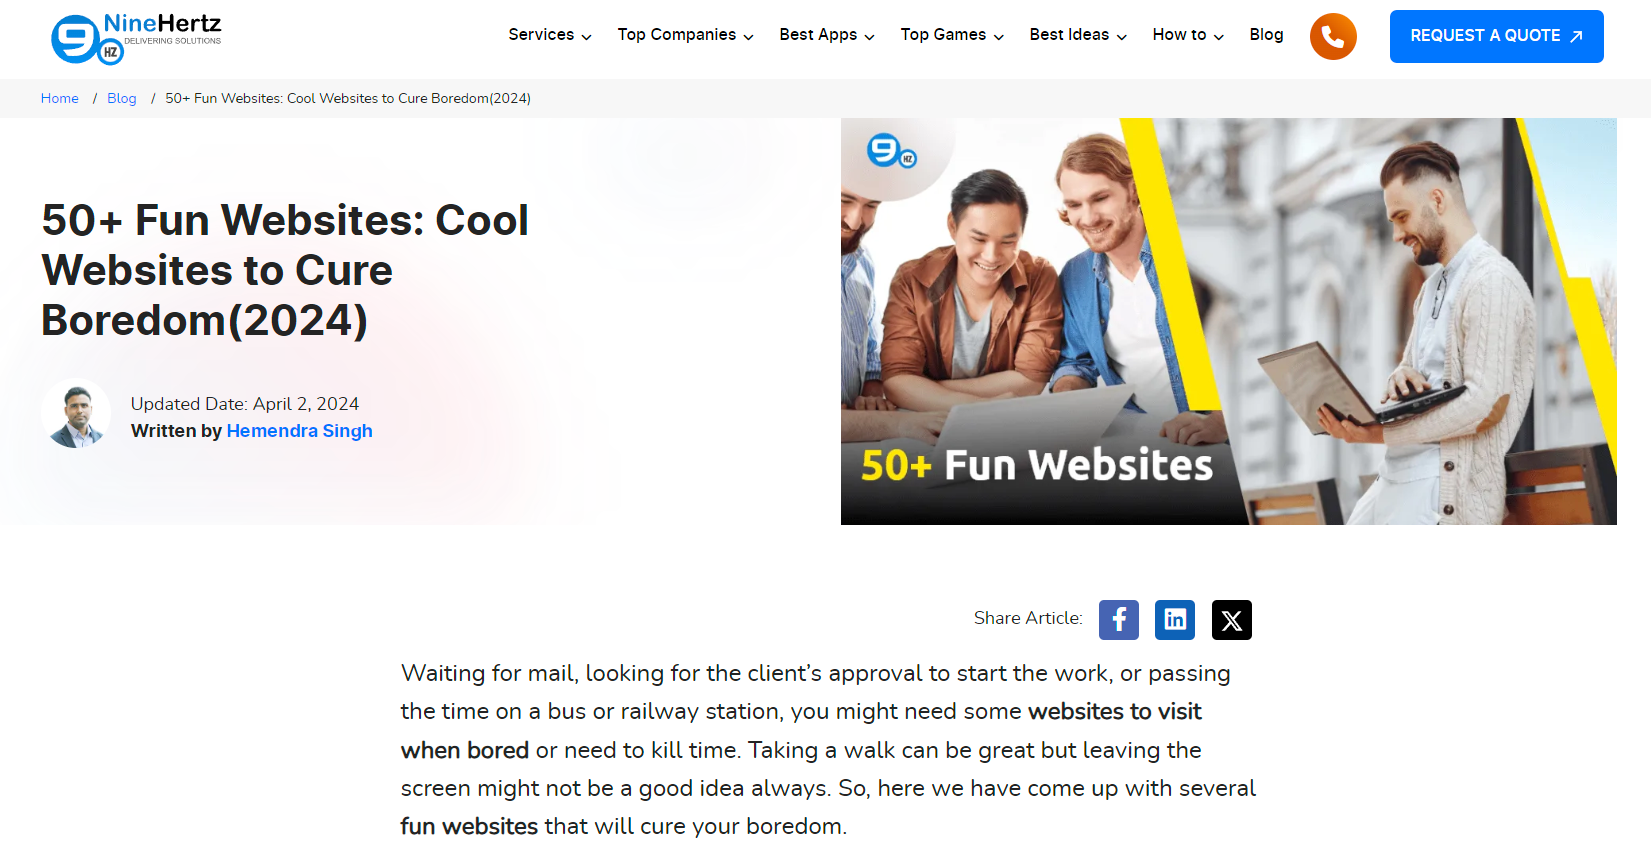 NineHertz
DELIVERING SOLUTIONS
9
HZ
Services
Top Companies
Best Apps
Top Games
Best Ideas
How to
Blog
REQUEST A QUOTE
Home / Blog / 50+ Fun Websites: Cool Websites to Cure Boredom(2024)
50+ Fun Websites: Cool
Websites to Cure
Boredom(2024)
Updated Date: April 2, 2024
Written by Hemendra Singh
9
HZ
50+ Fun Websites
Share Article:
f
in
X
Waiting for mail, looking for the client’s approval to start the work, or passing
the time on a bus or railway station, you might need some websites to visit
when bored or need to kill time. Taking a walk can be great but leaving the
screen might not be a good idea always. So, here we have come up with several
fun websites that will cure your boredom.